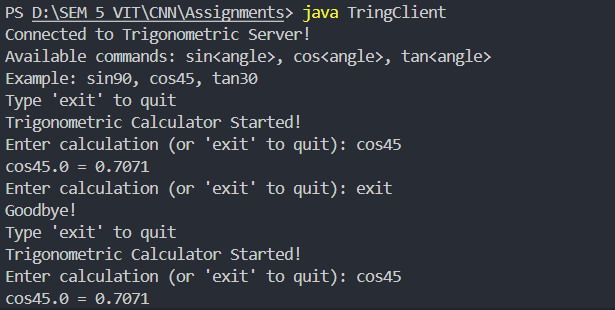 PS D:\SEM 5 VIT\CNN\Assignments> java TringClient
Connected to Trigonometric Server!
Available commands: sin<angle>, cos<angle>, tan<angle>
Example: sin90, cos45, tan30
Type 'exit' to quit
Trigonometric Calculator Started!
Enter calculation (or 'exit' to quit): cos45
cos45.0 = 0.7071
Enter calculation (or 'exit' to quit): exit
Goodbye!
Type 'exit' to quit
Trigonometric Calculator Started!
Enter calculation (or 'exit' to quit): cos45
cos45.0 = 0.7071